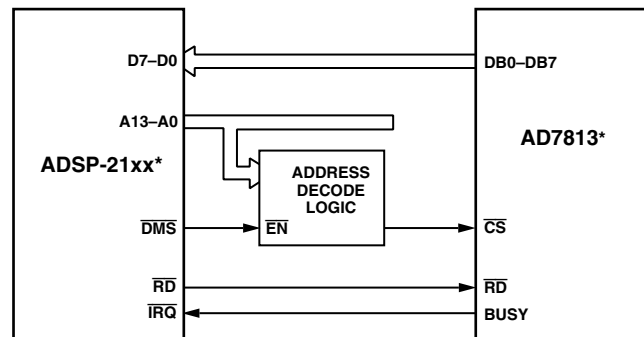 D7–D0
DB0–DB7
A13–A0
ADSP-21xx*
AD7813*
ADDRESS
DECODE
LOGIC
DMS
EN
CS
RD
RD
IRQ
BUSY